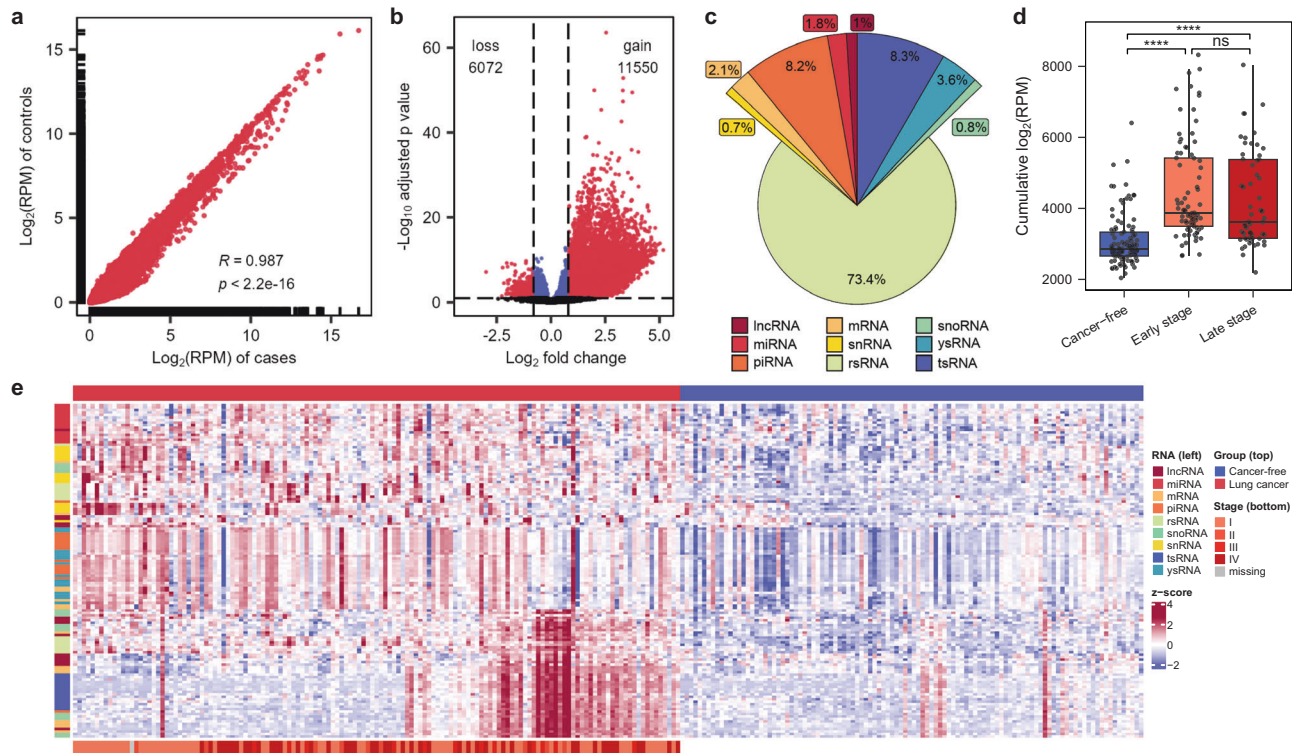 a
Log2(RPM) of controls
15
10
5
0
R = 0.987
p < 2.2e-16
0 5 10 15
Log2(RPM) of cases
b
-Log10 adjusted p value
60
40
20
0
loss
6072
gain
11550
-2.5 0.0 2.5 5.0
Log2 fold change
c
1.8%
1%
8.2%
8.3%
2.1%
3.6%
0.7%
0.8%
73.4%
lncRNA mRNA snoRNA
miRNA snRNA ysRNA
piRNA rsRNA tsRNA
d
Cumulative log2(RPM)
8000
6000
4000
2000
****
**** ns
Cancer-free
Early stage
Late stage
e
RNA (left)
lncRNA
miRNA
mRNA
piRNA
rsRNA
snoRNA
snRNA
tsRNA
ysRNA
Group (top)
Cancer-free
Lung cancer
Stage (bottom)
I
II
III
IV
missing
z-score
4
2
0
-2